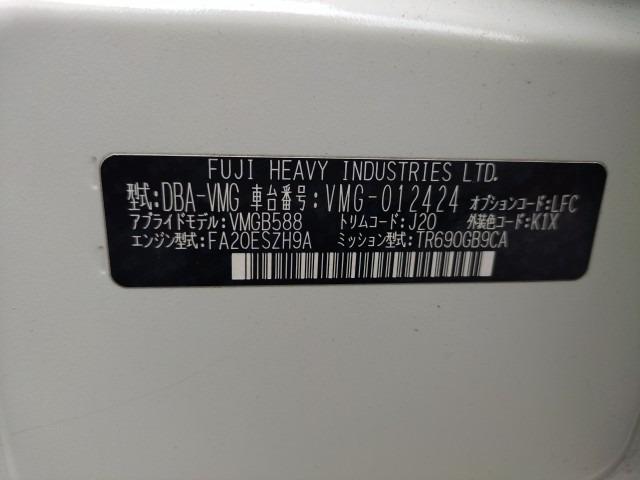 FUJI HEAVY INDUSTRIES LTD.
型式:DBA-VMG 車台番号:VMG-012424 オプションコード:LFC
アプライドモデル:VMGB588 トリムコード:J20 外装色コード:K1X
エンジン型式:FA20ESZH9A ミッション型式:TR690GB9CA